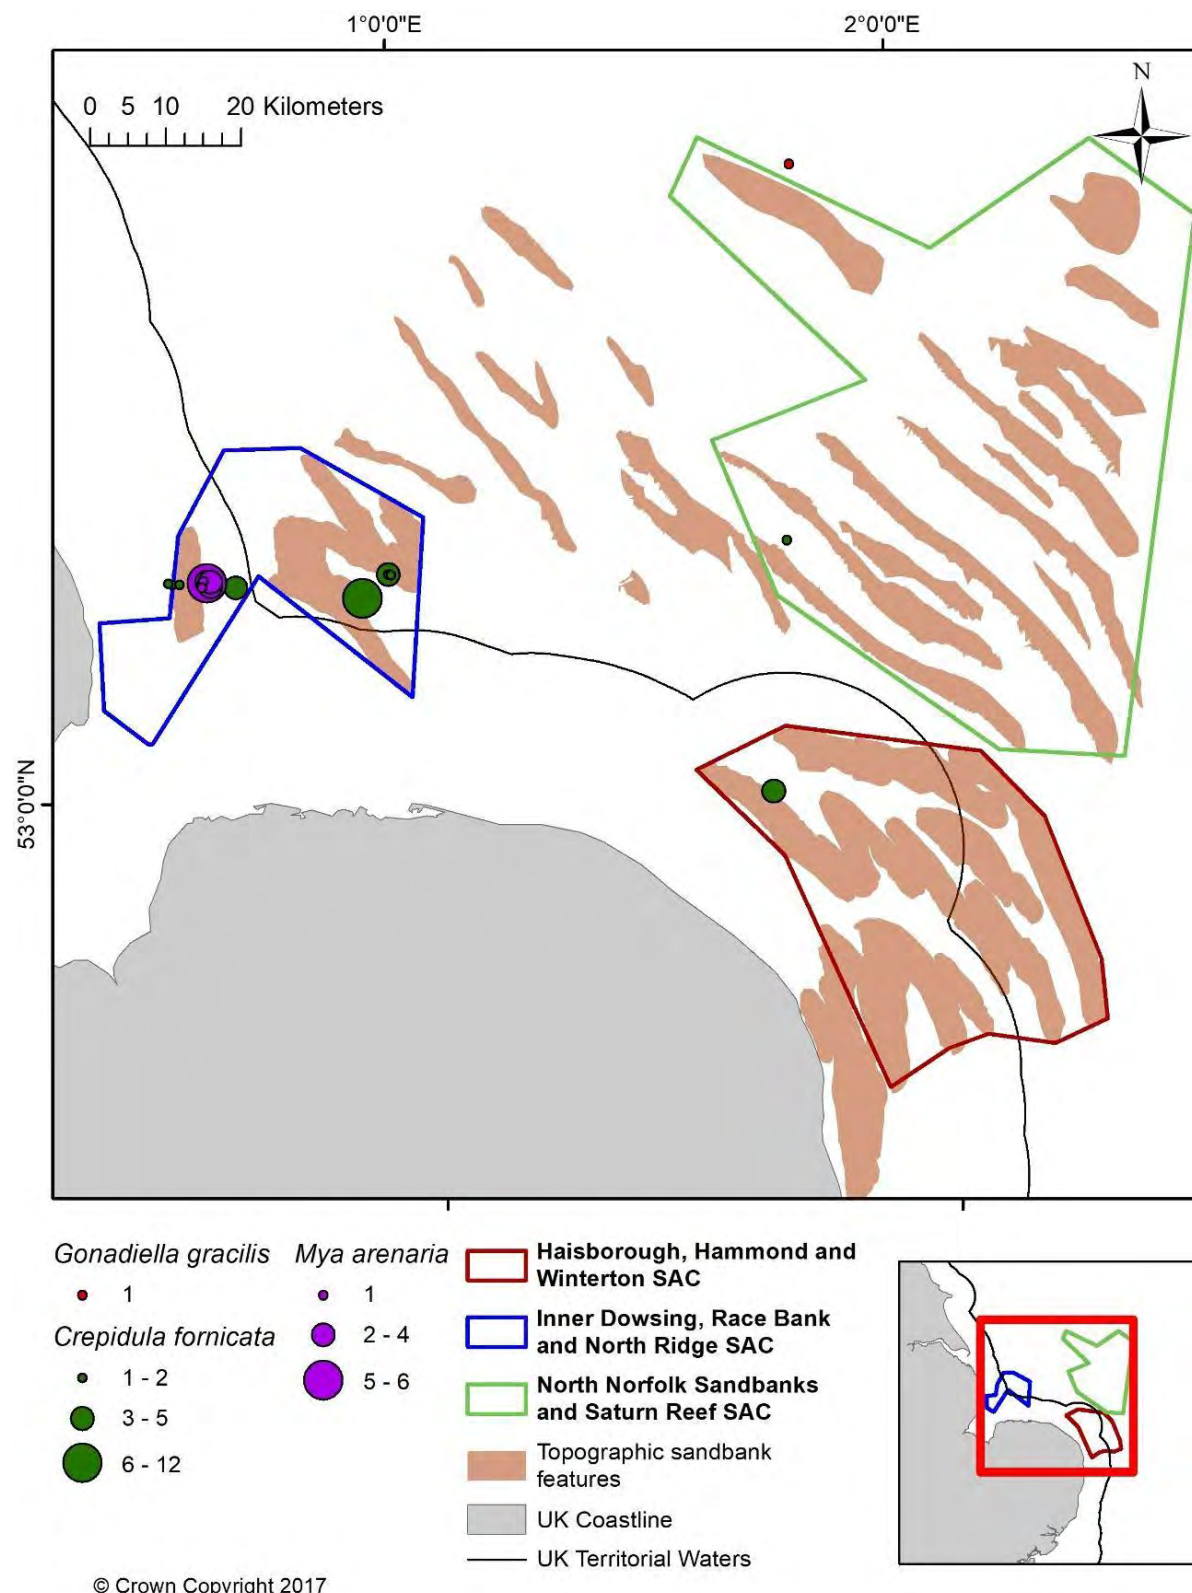 1°0'0"E
2°0'0"E
N
0 5 10 20 Kilometers
53°0'0"N
Gonadiella gracilis
1
Crepidula fornicata
1 - 2
3 - 5
6 - 12
Mya arenaria
1
2 - 4
5 - 6
Haisborough, Hammond and
Winterton SAC
Inner Dowsing, Race Bank
and North Ridge SAC
North Norfolk Sandbanks
and Saturn Reef SAC
Topographic sandbank
features
UK Coastline
UK Territorial Waters
© Crown Copyright 2017